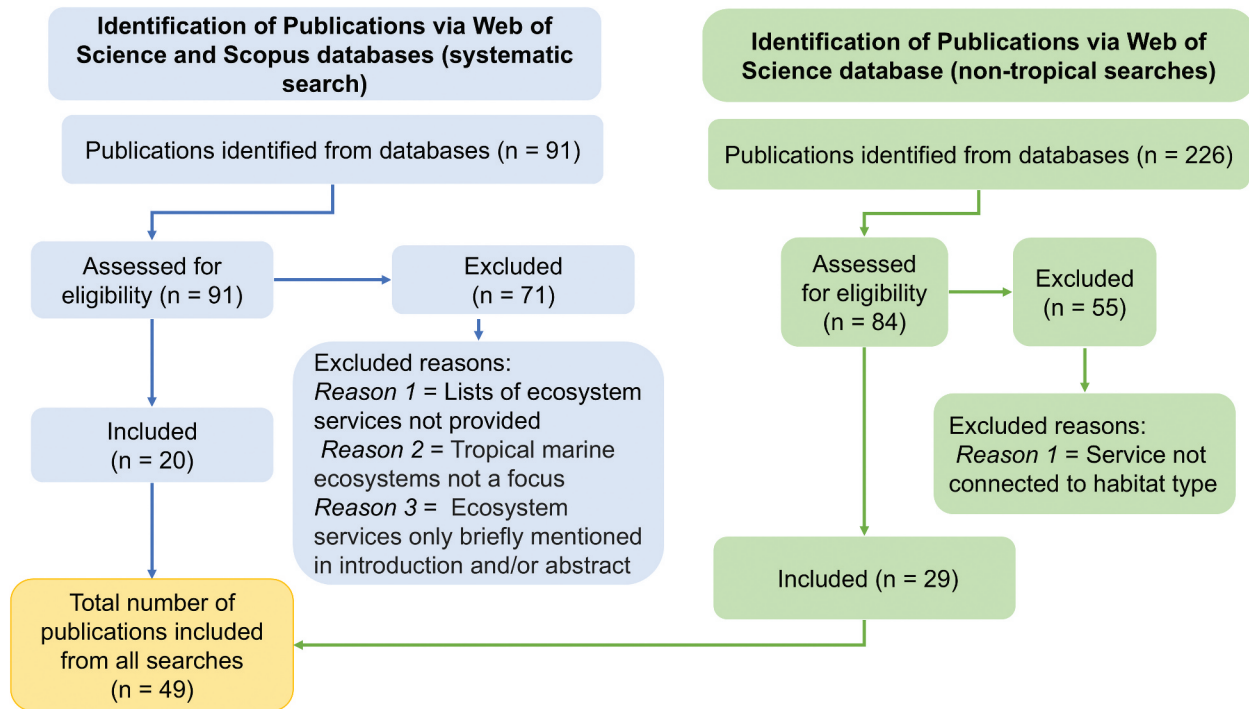 Identification of Publications via Web of
Science and Scopus databases (systematic
search)
Publications identified from databases (n = 91)
Assessed for
eligibility (n = 91)
Excluded
(n = 71)
Excluded reasons:
Reason 1 = Lists of ecosystem
services not provided
Reason 2 = Tropical marine
ecosystems not a focus
Reason 3 = Ecosystem
services only briefly mentioned
in introduction and/or abstract
Included
(n = 20)
Total number of
publications included
from all searches
(n = 49)
Identification of Publications via Web of
Science database (non-tropical searches)
Publications identified from databases (n = 226)
Assessed
for eligibility
(n = 84)
Excluded
(n = 55)
Excluded reasons:
Reason 1 = Service not
connected to habitat type
Included (n = 29)